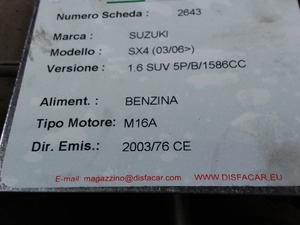 Numero Scheda : 2643
Marca : SUZUKI
Modello : SX4 (03/06>)
Versione : 1.6 SUV 5P/B/1586CC
Aliment. : BENZINA
Tipo Motore: M16A
Dir. Emis.: 2003/76 CE
E-mail magazzino@disfacar.com WWW.DISFACAR.EU